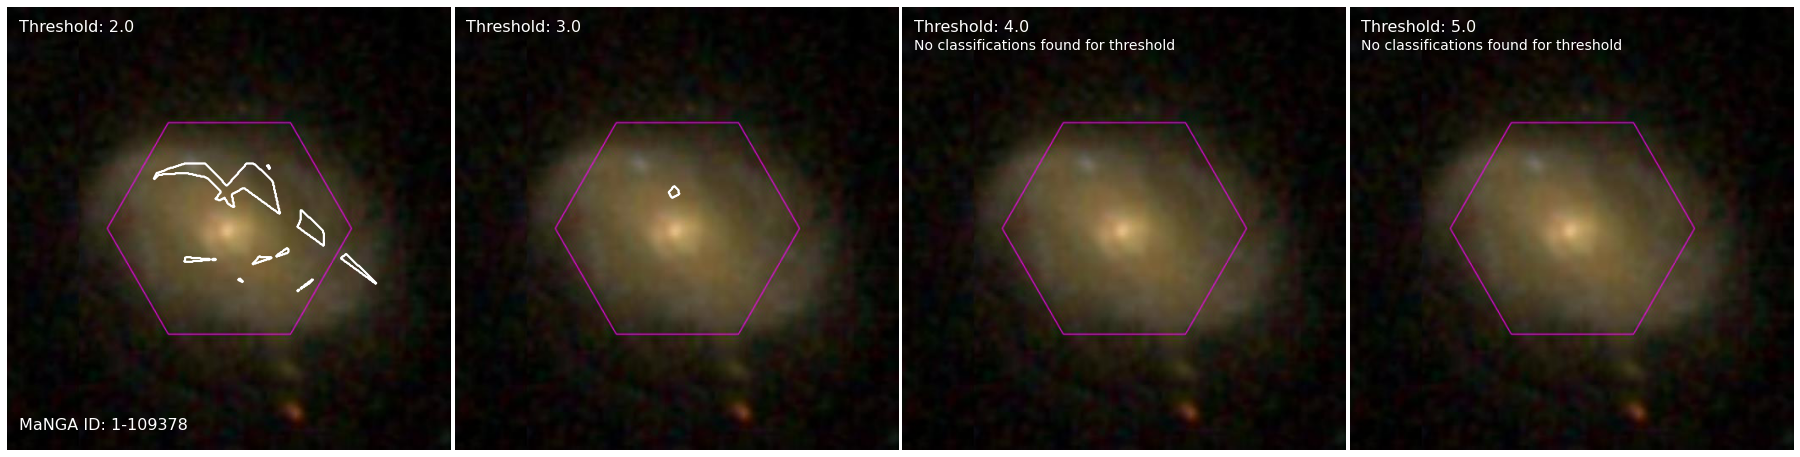 Threshold: 2.0
MaNGA ID: 1-109378
Threshold: 3.0
Threshold: 4.0
No classifications found for threshold
Threshold: 5.0
No classifications found for threshold